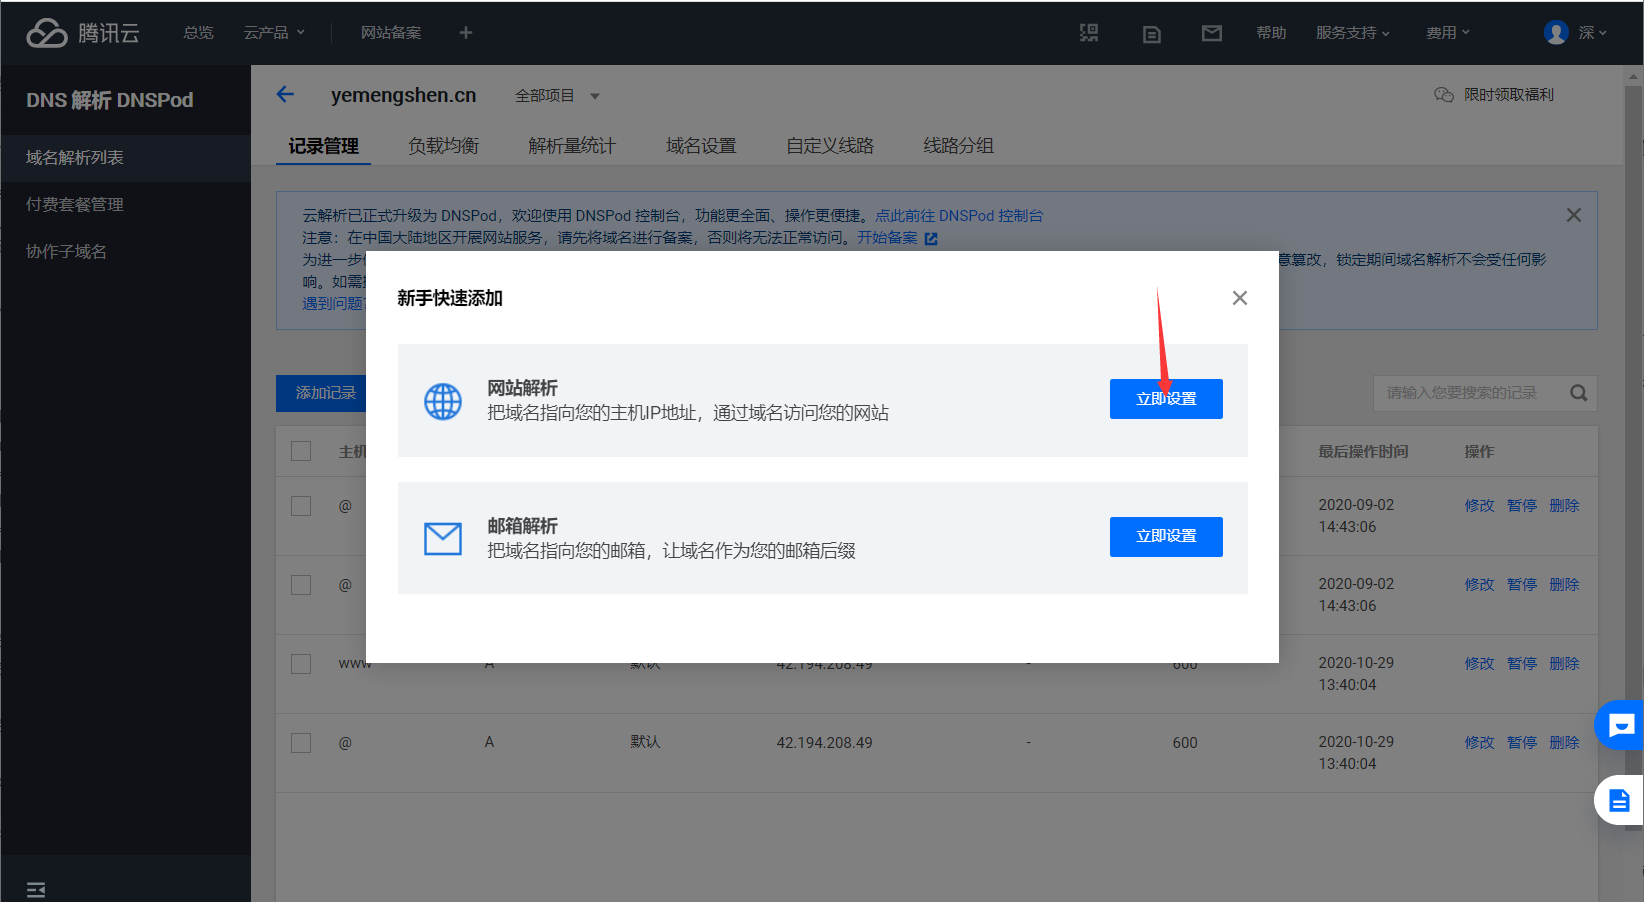 腾讯云 总览 云产品 网站备案 + 帮助 服务支持 费用 深
DNS 解析 DNSPod
域名解析列表
付费套餐管理
协作子域名
yemengshen.cn 全部项目 限时领取福利
记录管理 负载均衡 解析量统计 域名设置 自定义线路 线路分组
云解析已正式升级为 DNSPod，欢迎使用 DNSPod 控制台，功能更全面、操作更便捷。点此前往 DNSPod 控制台
注意：在中国大陆地区开展网站服务，请先将域名进行备案，否则将无法正常访问。开始备案
为进一步 意篡改，锁定期间域名解析不会受任何影
响。如需
遇到问题
新手快速添加
网站解析
把域名指向您的主机IP地址，通过域名访问您的网站
立即设置
邮箱解析
把域名指向您的邮箱，让域名作为您的邮箱后缀
立即设置
添加记录 请输入您要搜索的记录
主机 最后操作时间 操作
@ 2020-09-02 修改 暂停 删除
14:43:06
@ 2020-09-02 修改 暂停 删除
14:43:06
www A 默认 42.194.208.49 - 600 2020-10-29 修改 暂停 删除
13:40:04
@ A 默认 42.194.208.49 - 600 2020-10-29 修改 暂停 删除
13:40:04